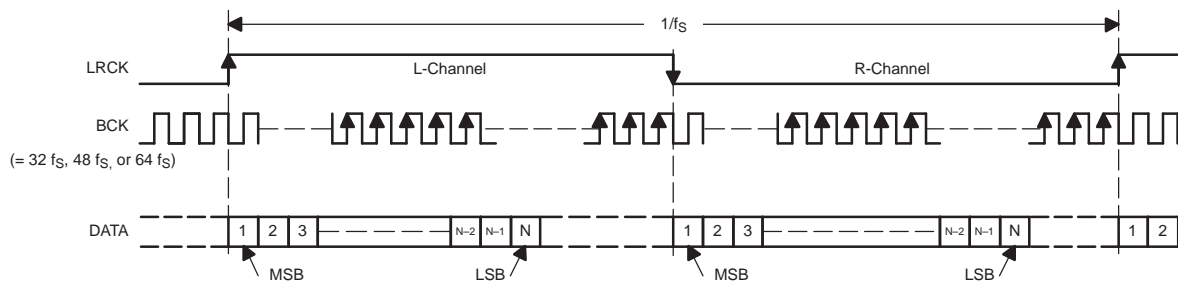 1/fS
LRCK
L-Channel
R-Channel
BCK
(= 32 fS, 48 fS, or 64 fS)
DATA
1 2 3 N–2 N–1 N 1 2 3 N–2 N–1 N 1 2
MSB LSB MSB LSB